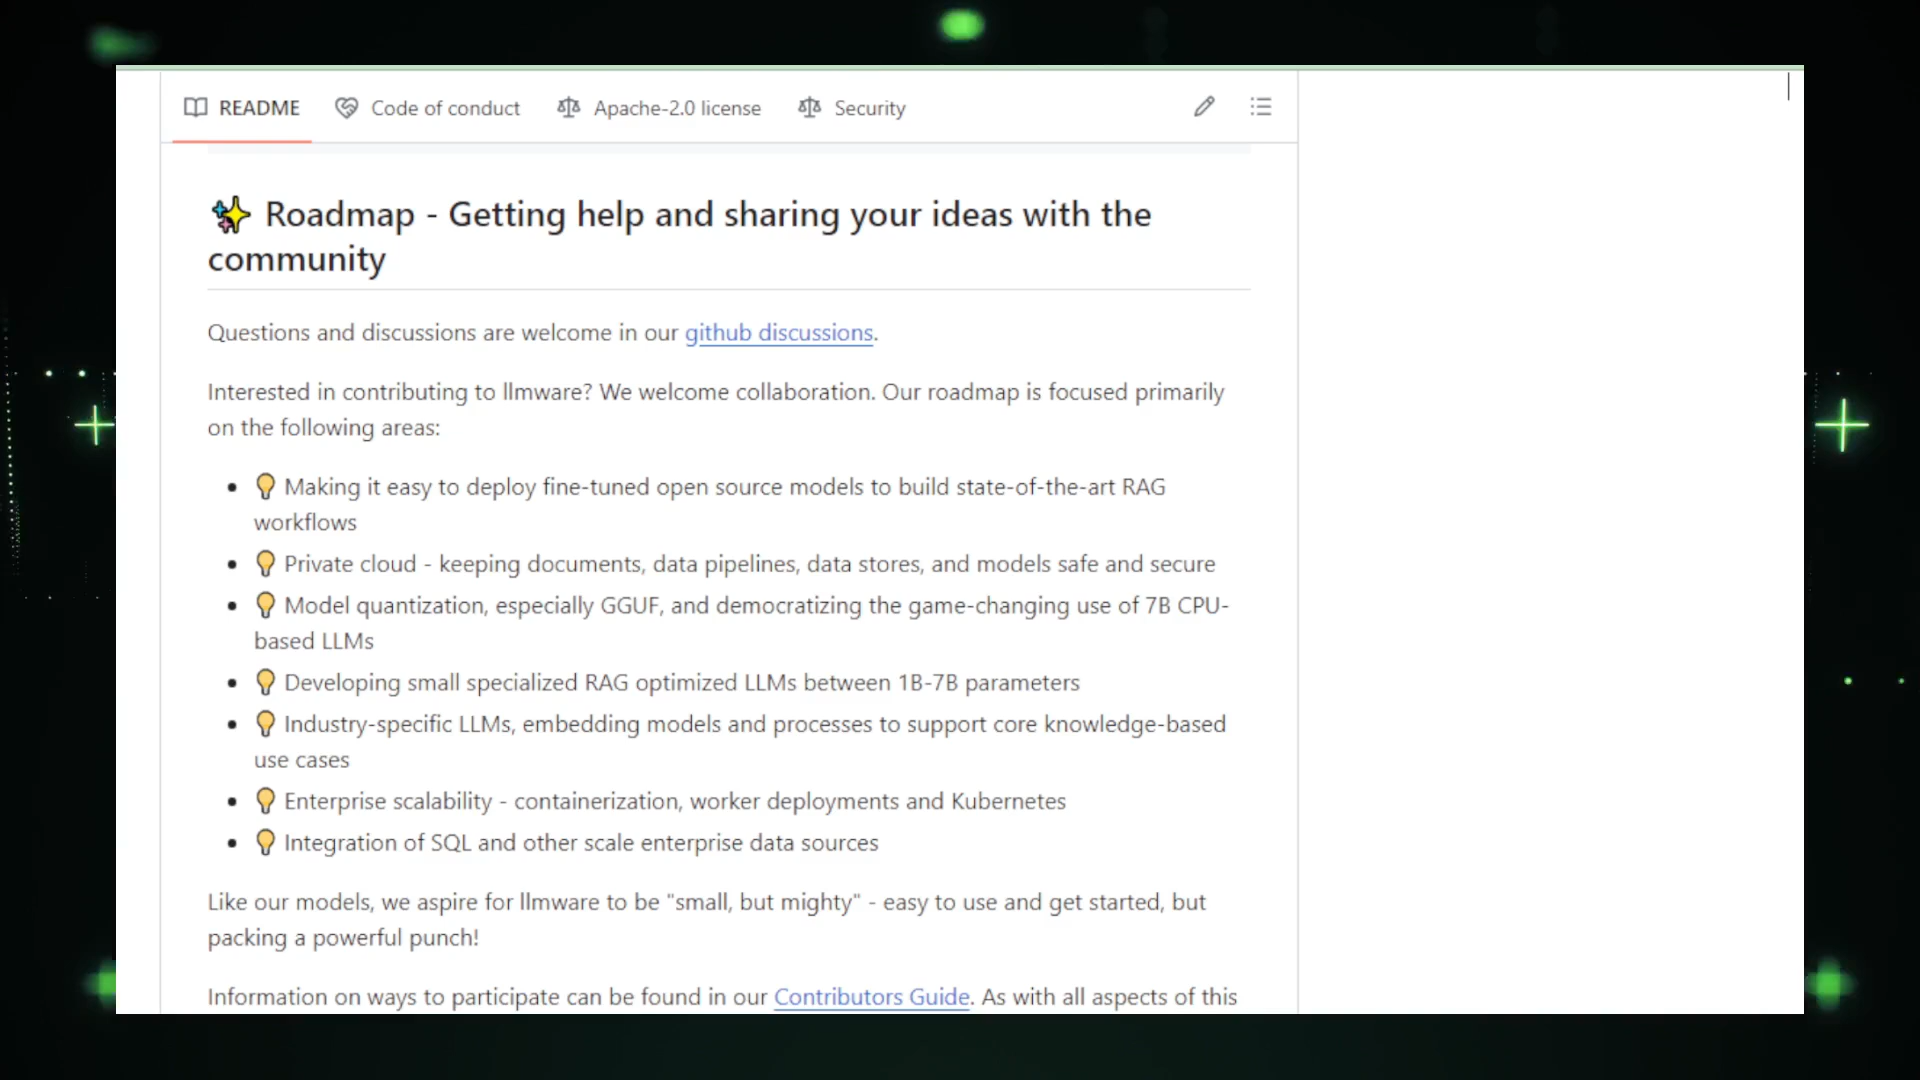 README Code of conduct Apache-2.0 license Security
✨ Roadmap - Getting help and sharing your ideas with the
community
Questions and discussions are welcome in our github discussions.
Interested in contributing to llmware? We welcome collaboration. Our roadmap is focused primarily
on the following areas:
• 💡 Making it easy to deploy fine-tuned open source models to build state-of-the-art RAG
workflows
• 💡 Private cloud - keeping documents, data pipelines, data stores, and models safe and secure
• 💡 Model quantization, especially GGUF, and democratizing the game-changing use of 7B CPU-
based LLMs
• 💡 Developing small specialized RAG optimized LLMs between 1B-7B parameters
• 💡 Industry-specific LLMs, embedding models and processes to support core knowledge-based
use cases
• 💡 Enterprise scalability - containerization, worker deployments and Kubernetes
• 💡 Integration of SQL and other scale enterprise data sources
Like our models, we aspire for llmware to be "small, but mighty" - easy to use and get started, but
packing a powerful punch!
Information on ways to participate can be found in our Contributors Guide. As with all aspects of this